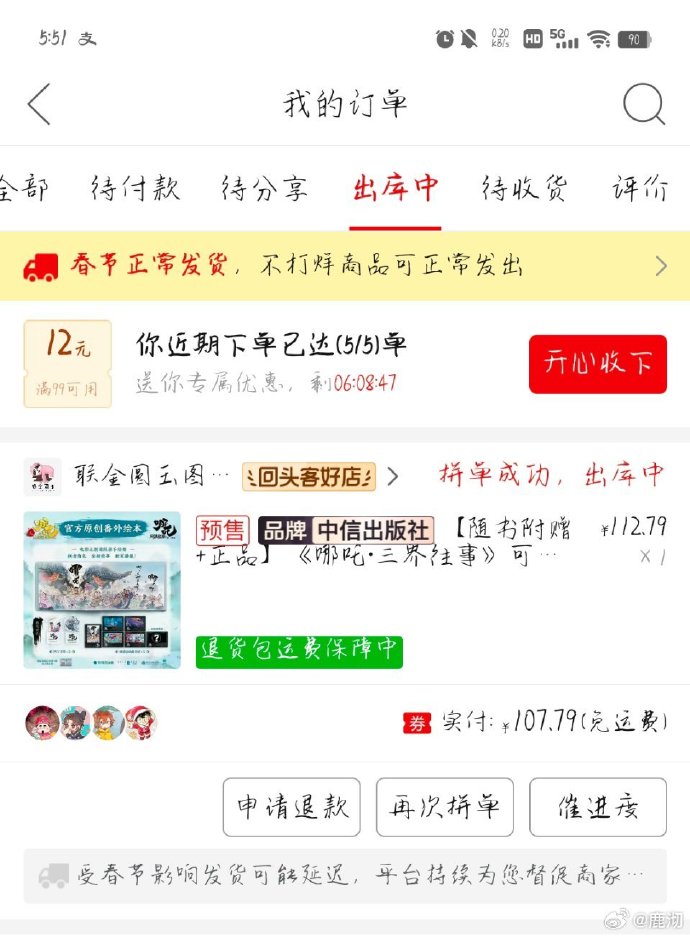 5:51 支 0.20 kB/s HD 5G 90
我的订单
全部 待付款 待分享 出库中 待收货 评价
春节正常发货，不打烊商品可正常发出
12元
满99可用
你近期下单已达(5/5)单
送你专属优惠，剩06:08:47
开心收下
联金圆玉图… 回头客好店 拼单成功，出库中
官方原创番外绘本
预售 品牌 中信出版社 【随书附赠 ¥112.79
+正品】《哪吒·三界往事》可… ×1
退货包运费保障中
券 实付: ¥107.79(免运费)
申请退款 再次拼单 催进度
受春节影响发货可能延迟，平台持续为您督促商家…
@鹿沏